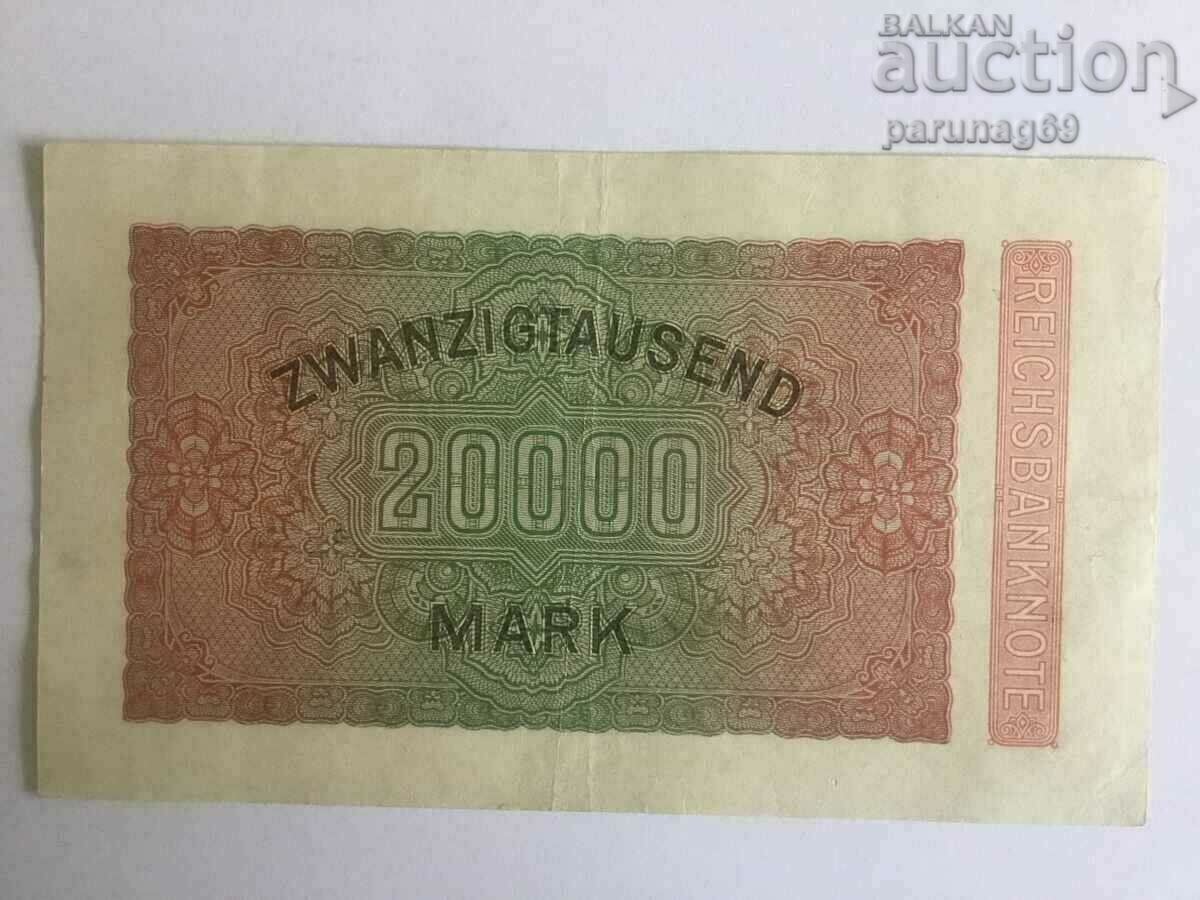 BALKAN
auction
parunag69
ZWANZIGTAUSEND
20000
MARK
REICHSBANKNOTE